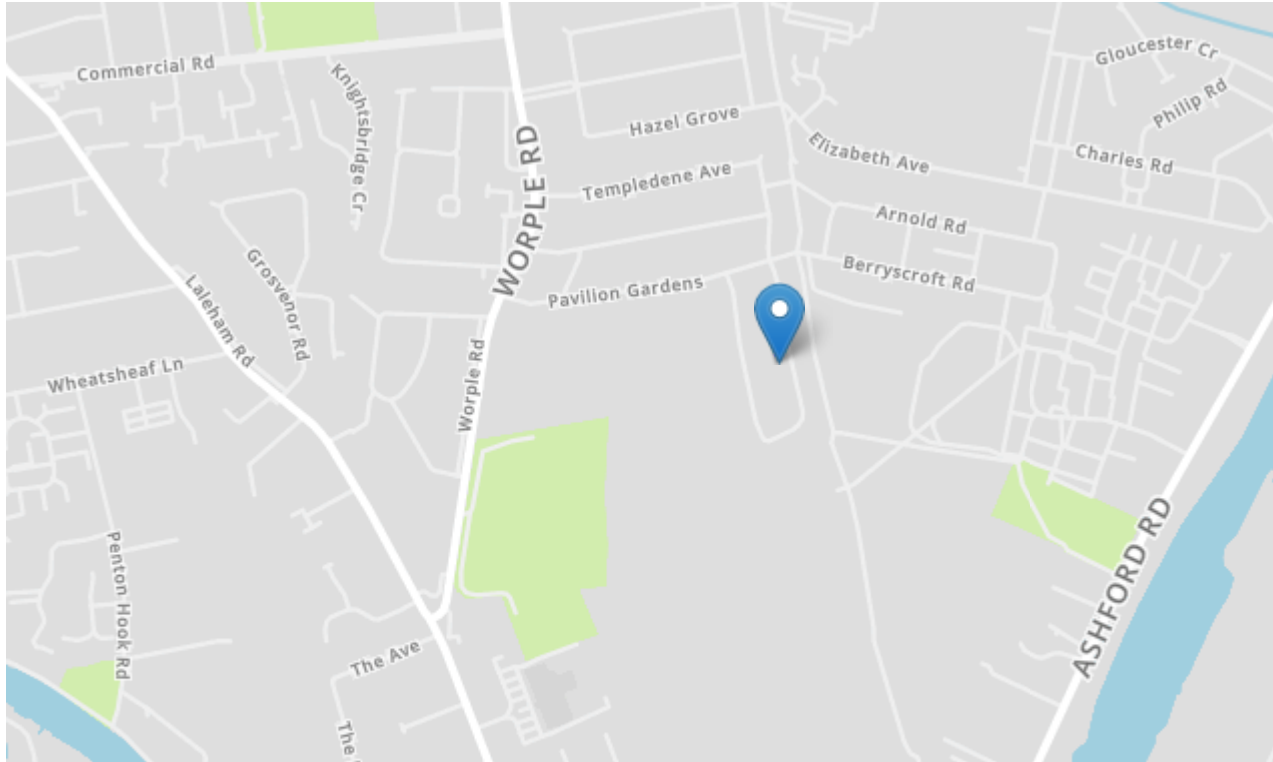 Gloucester Cr
Commercial Rd
Knightsbridge Cr
Philip Rd
Hazel Grove
WORPLE RD
Elizabeth Ave
Charles Rd
Templedene Ave
Arnold Rd
Grosvenor Rd
Laleham Rd
Berryscroft Rd
Pavilion Gardens
Wheatsheaf Ln
Worple Rd
ASHFORD RD
Penton Hook Rd
The Ave
The